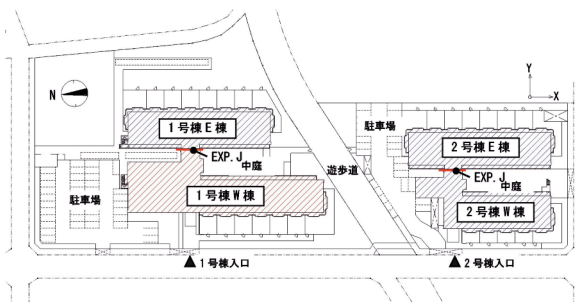 N
1号棟E棟
EXP.J
中庭
1号棟W棟
駐車場
▲1号棟入口
遊歩道
駐車場
Y
X
2号棟E棟
EXP.J
中庭
2号棟W棟
▲2号棟入口